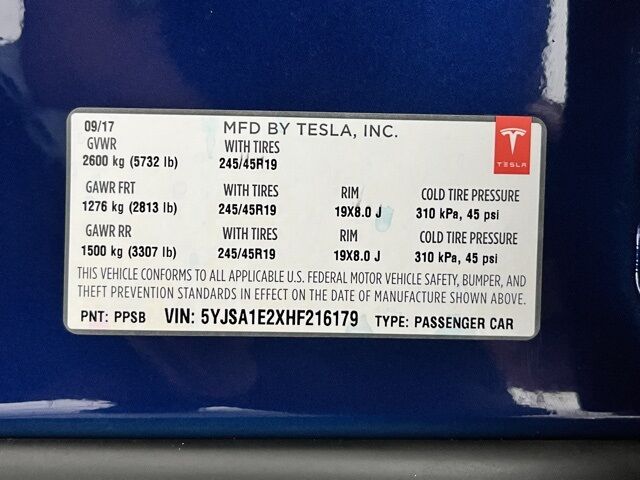 09/17 MFD BY TESLA, INC.
GVWR WITH TIRES
2600 kg (5732 lb) 245/45R19
TESLA
GAWR FRT WITH TIRES RIM COLD TIRE PRESSURE
1276 kg (2813 lb) 245/45R19 19X8.0 J 310 kPa, 45 psi
GAWR RR WITH TIRES RIM COLD TIRE PRESSURE
1500 kg (3307 lb) 245/45R19 19X8.0 J 310 kPa, 45 psi
THIS VEHICLE CONFORMS TO ALL APPLICABLE U.S. FEDERAL MOTOR VEHICLE SAFETY, BUMPER, AND
THEFT PREVENTION STANDARDS IN EFFECT ON THE DATE OF MANUFACTURE SHOWN ABOVE.
PNT: PPSB VIN: 5YJSA1E2XHF216179 TYPE: PASSENGER CAR